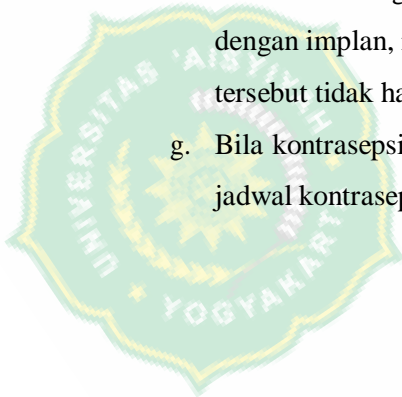 dengan implan,
tersebut tidak ha
g. Bila kontrasepsi
jadwal kontrasep
UNIVERSITAS 'AISYIYAH
YOGYAKARTA